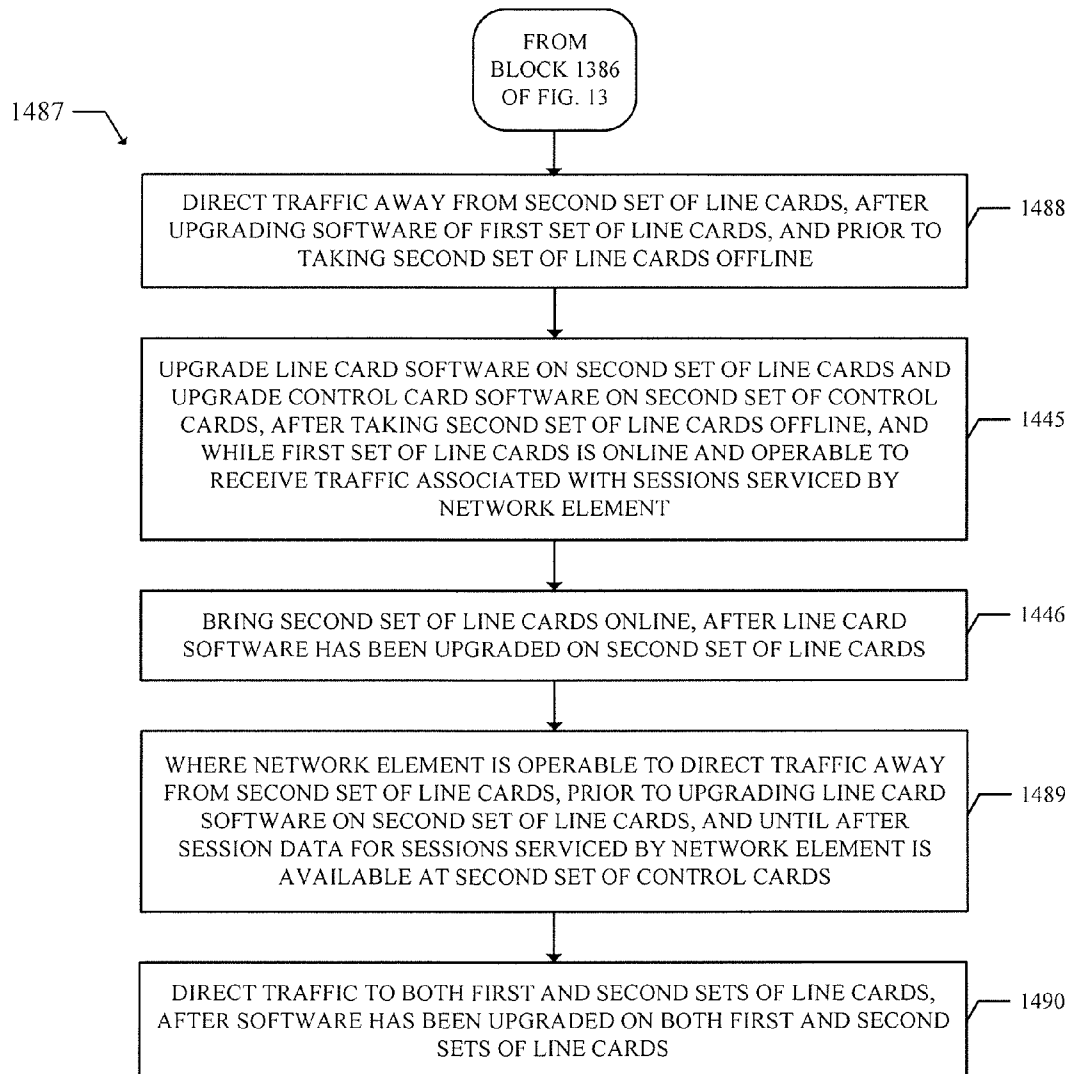 FROM
BLOCK 1386
OF FIG. 13
1487
DIRECT TRAFFIC AWAY FROM SECOND SET OF LINE CARDS, AFTER
UPGRADING SOFTWARE OF FIRST SET OF LINE CARDS, AND PRIOR TO
TAKING SECOND SET OF LINE CARDS OFFLINE
1488
UPGRADE LINE CARD SOFTWARE ON SECOND SET OF LINE CARDS AND
UPGRADE CONTROL CARD SOFTWARE ON SECOND SET OF CONTROL
CARDS, AFTER TAKING SECOND SET OF LINE CARDS OFFLINE, AND
WHILE FIRST SET OF LINE CARDS IS ONLINE AND OPERABLE TO
RECEIVE TRAFFIC ASSOCIATED WITH SESSIONS SERVICED BY
NETWORK ELEMENT
1445
BRING SECOND SET OF LINE CARDS ONLINE, AFTER LINE CARD
SOFTWARE HAS BEEN UPGRADED ON SECOND SET OF LINE CARDS
1446
WHERE NETWORK ELEMENT IS OPERABLE TO DIRECT TRAFFIC AWAY
FROM SECOND SET OF LINE CARDS, PRIOR TO UPGRADING LINE CARD
SOFTWARE ON SECOND SET OF LINE CARDS, AND UNTIL AFTER
SESSION DATA FOR SESSIONS SERVICED BY NETWORK ELEMENT IS
AVAILABLE AT SECOND SET OF CONTROL CARDS
1489
DIRECT TRAFFIC TO BOTH FIRST AND SECOND SETS OF LINE CARDS,
AFTER SOFTWARE HAS BEEN UPGRADED ON BOTH FIRST AND SECOND
SETS OF LINE CARDS
1490